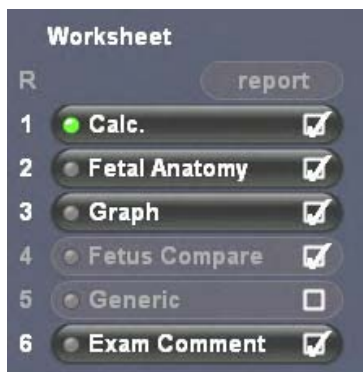 Worksheet
R report
1 Calc.
2 Fetal Anatomy
3 Graph
4 Fetus Compare
5 Generic
6 Exam Comment